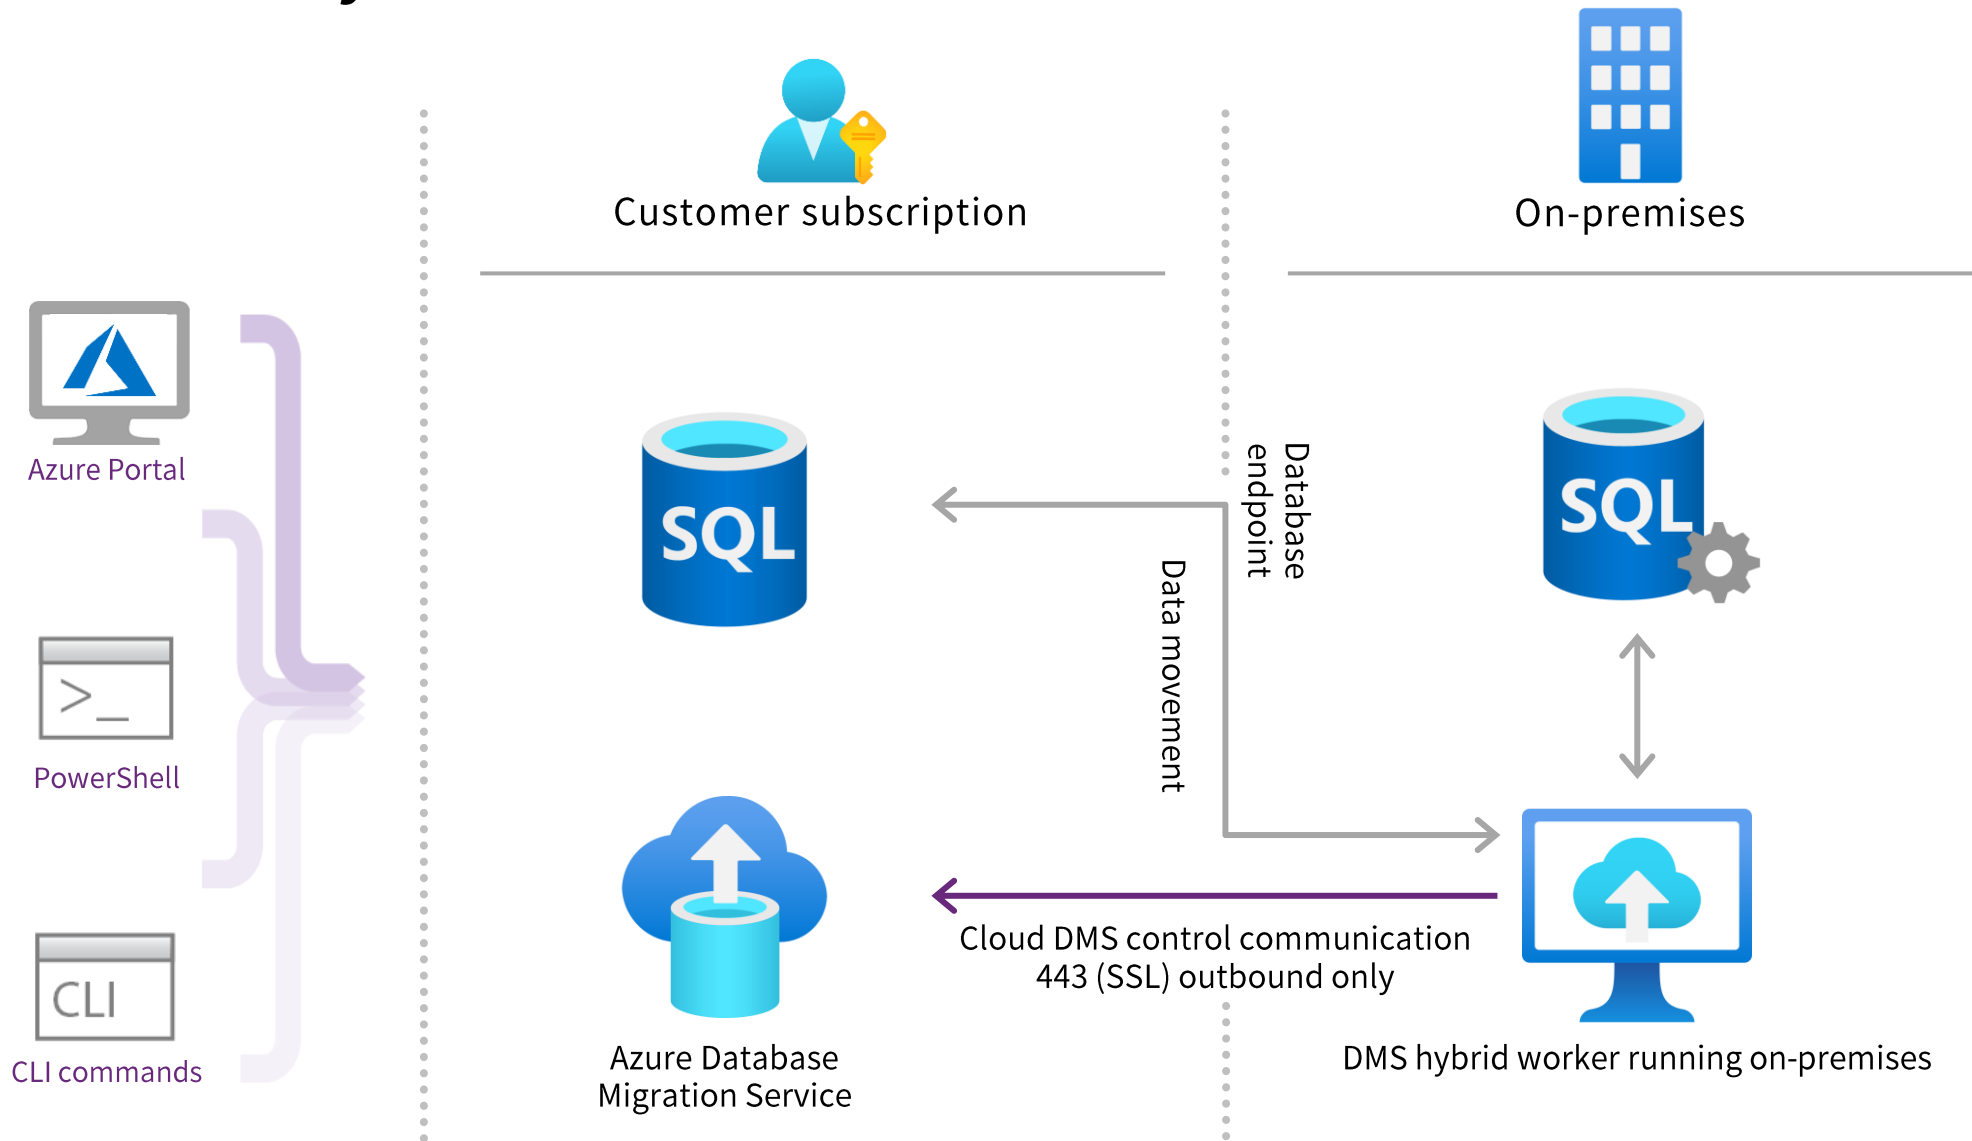 Customer subscription
On-premises
Azure Portal
PowerShell
CLI
CLI commands
SQL
SQL
Database
endpoint
Data movement
Cloud DMS control communication
443 (SSL) outbound only
Azure Database
Migration Service
DMS hybrid worker running on-premises
>_